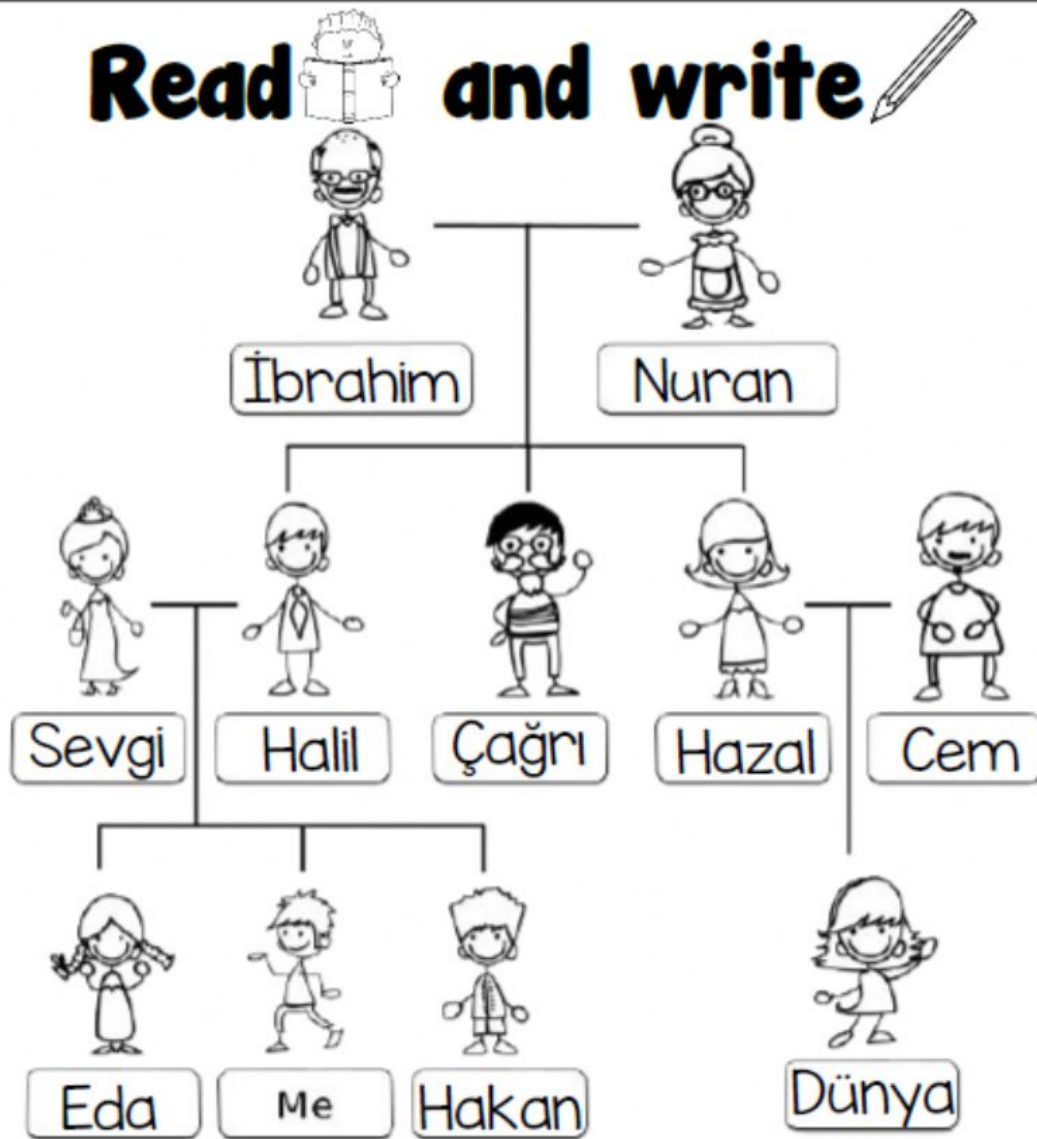 Read and write
İbrahim Nuran
Sevgi Halil Çağrı Hazal Cem
Eda Me Hakan Dünya